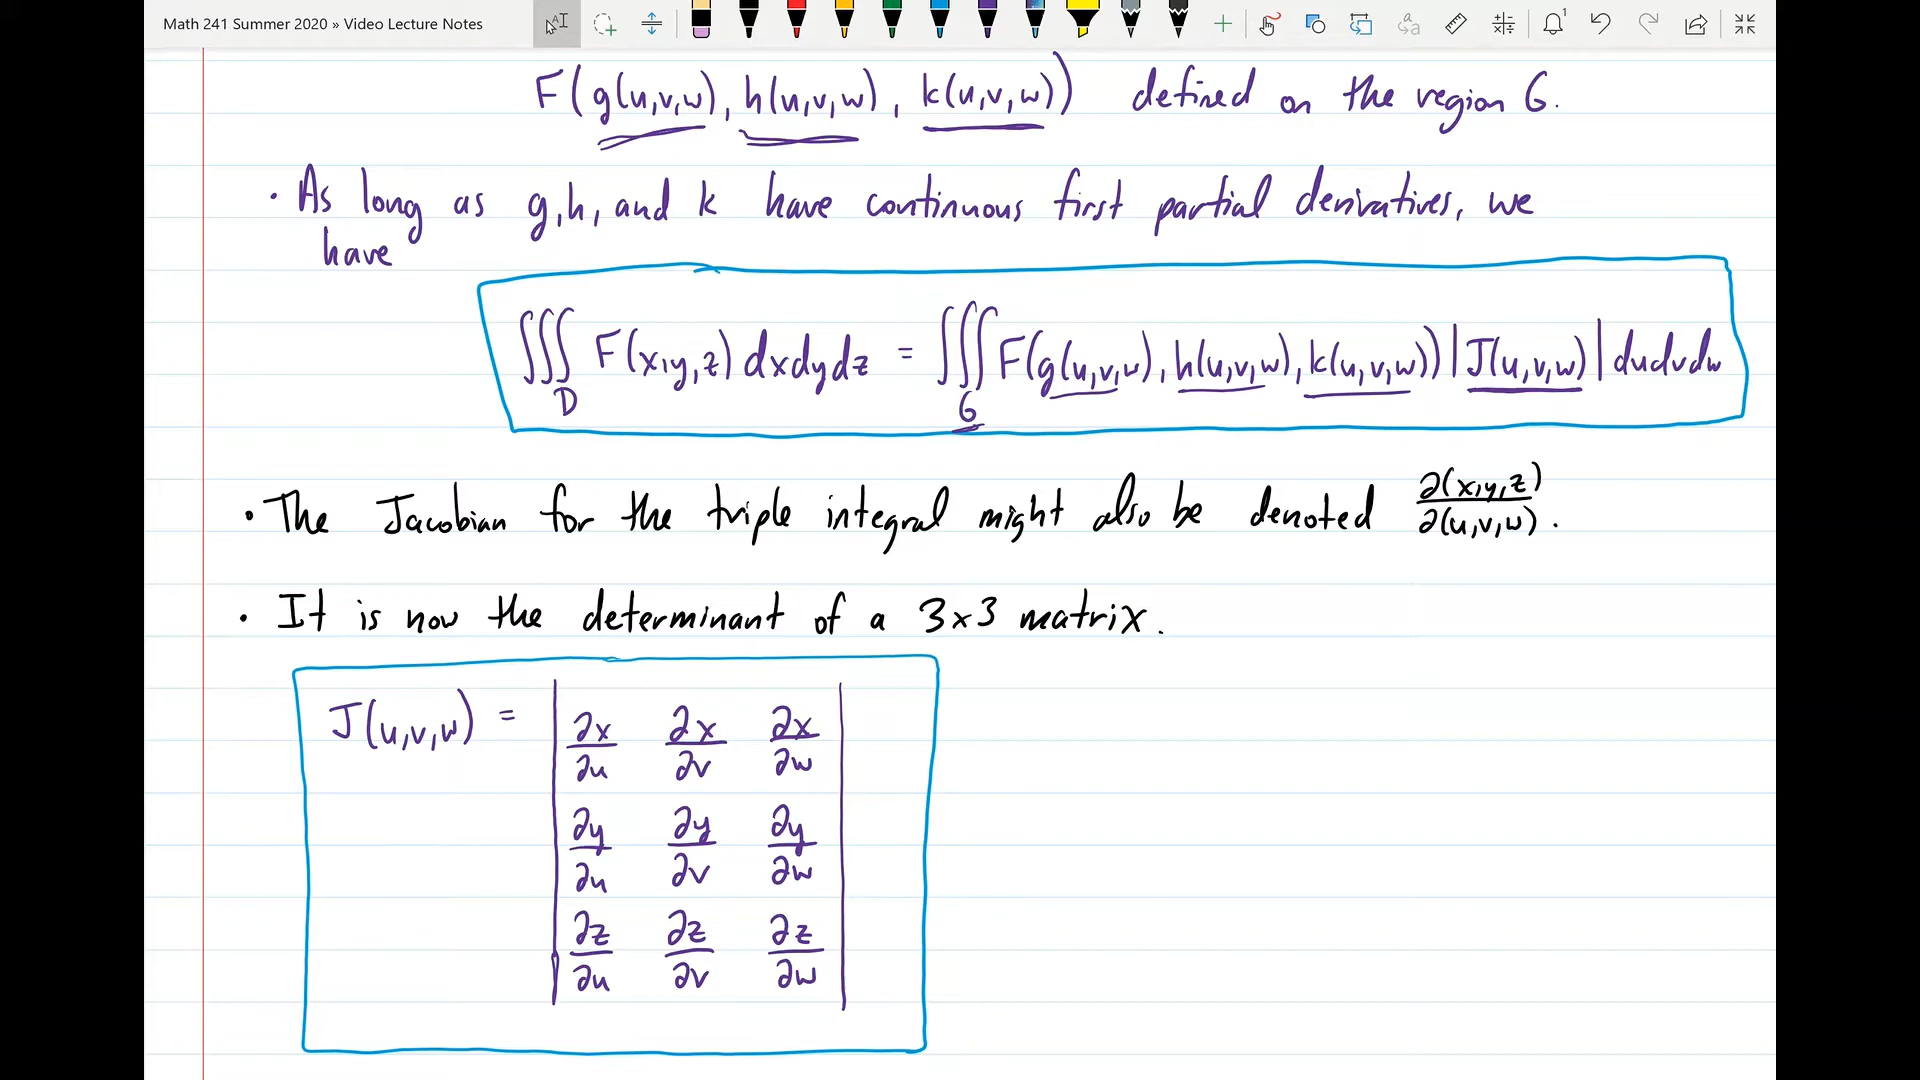 Math 241 Summer 2020 » Video Lecture Notes
F(g(u,v,w), h(u,v,w), k(u,v,w)) defined on the region G.
· As long as g,h, and k have continuous first partial derivatives, we
have
∭_D F(x,y,z) dxdydz = ∭_G F(g(u,v,w), h(u,v,w), k(u,v,w)) |J(u,v,w)| dudvdw
· The Jacobian for the triple integral might also be denoted ∂(x,y,z)/∂(u,v,w).
· It is now the determinant of a 3×3 matrix.
J(u,v,w) = | ∂x/∂u ∂x/∂v ∂x/∂w |
| ∂y/∂u ∂y/∂v ∂y/∂w |
| ∂z/∂u ∂z/∂v ∂z/∂w |